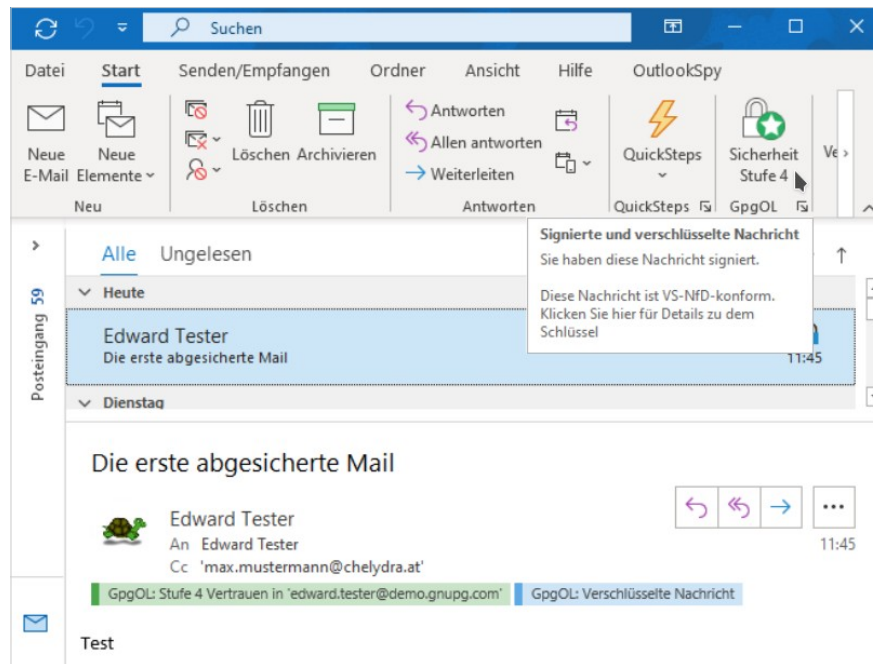 Suchen
Datei Start Senden/Empfangen Ordner Ansicht Hilfe OutlookSpy
Neue E-Mail
Neue Elemente
Neu
Löschen Archivieren
Löschen
Antworten
Allen antworten
Weiterleiten
Antworten
QuickSteps
QuickSteps
Sicherheit Stufe 4
GpgOL
Signierte und verschlüsselte Nachricht
Sie haben diese Nachricht signiert.
Diese Nachricht ist VS-NfD-konform.
Klicken Sie hier für Details zu dem
Schlüssel
Posteingang 59
Alle Ungelesen
Heute
Edward Tester
Die erste abgesicherte Mail
11:45
Dienstag
Die erste abgesicherte Mail
Edward Tester
An Edward Tester
Cc 'max.mustermann@chelydra.at'
11:45
GpgOL: Stufe 4 Vertrauen in 'edward.tester@demo.gnupg.com' GpgOL: Verschlüsselte Nachricht
Test